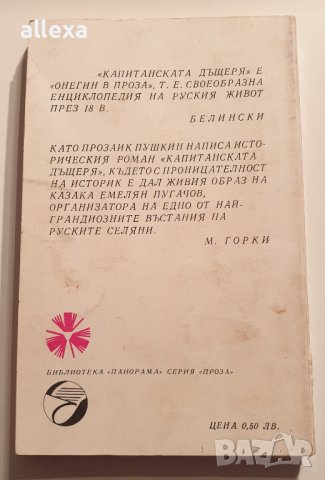 allexa
«КАПИТАНСКАТА ДЪЩЕРЯ» Е
«ОНЕГИН В ПРОЗА», Т. Е. СВОЕОБРАЗНА
ЕНЦИКЛОПЕДИЯ НА РУСКИЯ ЖИВОТ
ПРЕЗ 18 В.
БЕЛИНСКИ
КАТО ПРОЗАИК ПУШКИН НАПИСА ИСТО-
РИЧЕСКИЯ РОМАН «КАПИТАНСКАТА
ДЪЩЕРЯ», КЪДЕТО С ПРОНИЦАТЕЛНОСТ
НА ИСТОРИК Е ДАЛ ЖИВИЯ ОБРАЗ НА
КАЗАКА ЕМЕЛЯН ПУГАЧОВ,
ОРГАНИЗАТОРА НА ЕДНО ОТ НАЙ-
ГРАНДИОЗНИТЕ ВЪСТАНИЯ НА
РУСКИТЕ СЕЛЯНИ.
М. ГОРКИ
БИБЛИОТЕКА «ПАНОРАМА» СЕРИЯ «ПРОЗА»
ЦЕНА 0,50 ЛВ.
BAZAR